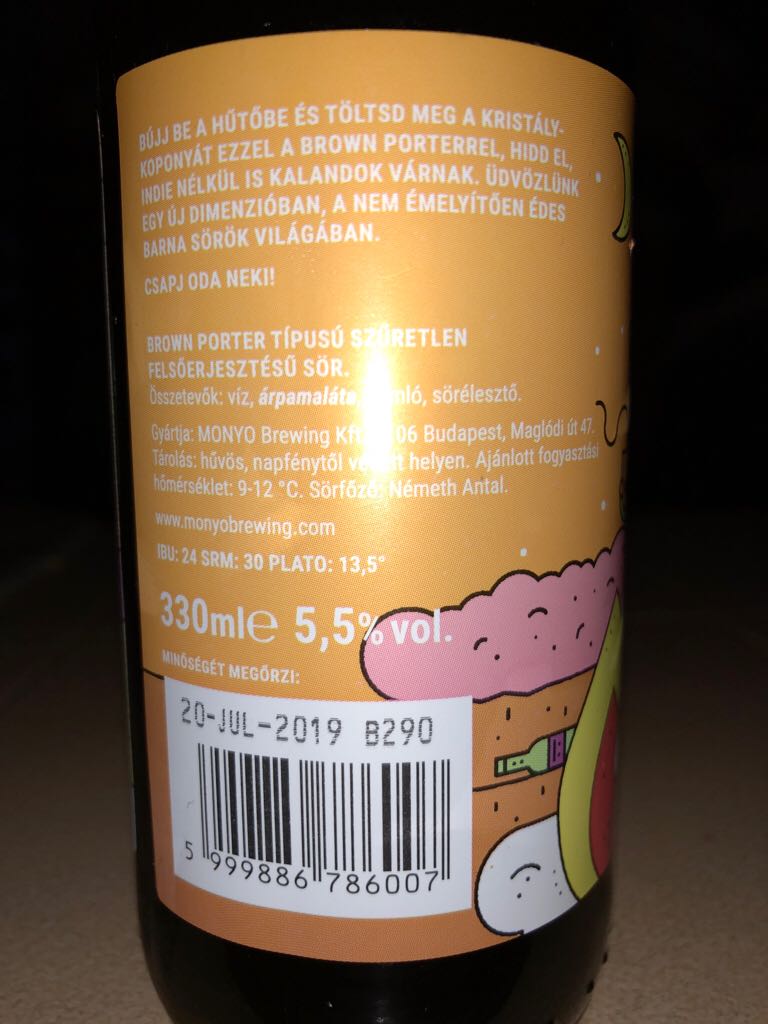 BÚJJ BE A HŰTŐBE ÉS TÖLTSD MEG A KRISTÁLY-
KOPONYÁT EZZEL A BROWN PORTERREL, HIDD EL,
INDIE NÉLKÜL IS KALANDOK VÁRNAK. ÜDVÖZLÜNK
EGY ÚJ DIMENZIÓBAN, A NEM ÉMELYÍTŐEN ÉDES
BARNA SÖRÖK VILÁGÁBAN.
CSAPJ ODA NEKI!
BROWN PORTER TÍPUSÚ SZŰRETLEN
FELSŐERJESZTÉSŰ SÖR.
Összetevők: víz, árpamaláta, sörélesztő.
Gyártja: MONYO Brewing Budapest, Maglódi út 47.
Tárolás: hűvös, napfénytől helyen. Ajánlott fogyasztási
hőmérséklet: 9-12 °C. Sörfőző: Németh Antal.
www.monyobrewing.com
IBU: 24 SRM: 30 PLATO: 13,5°
330ml℮ 5,5% vol.
MINŐSÉGÉT MEGŐRZI:
20-JUL-2019 B290
5 999886 786007